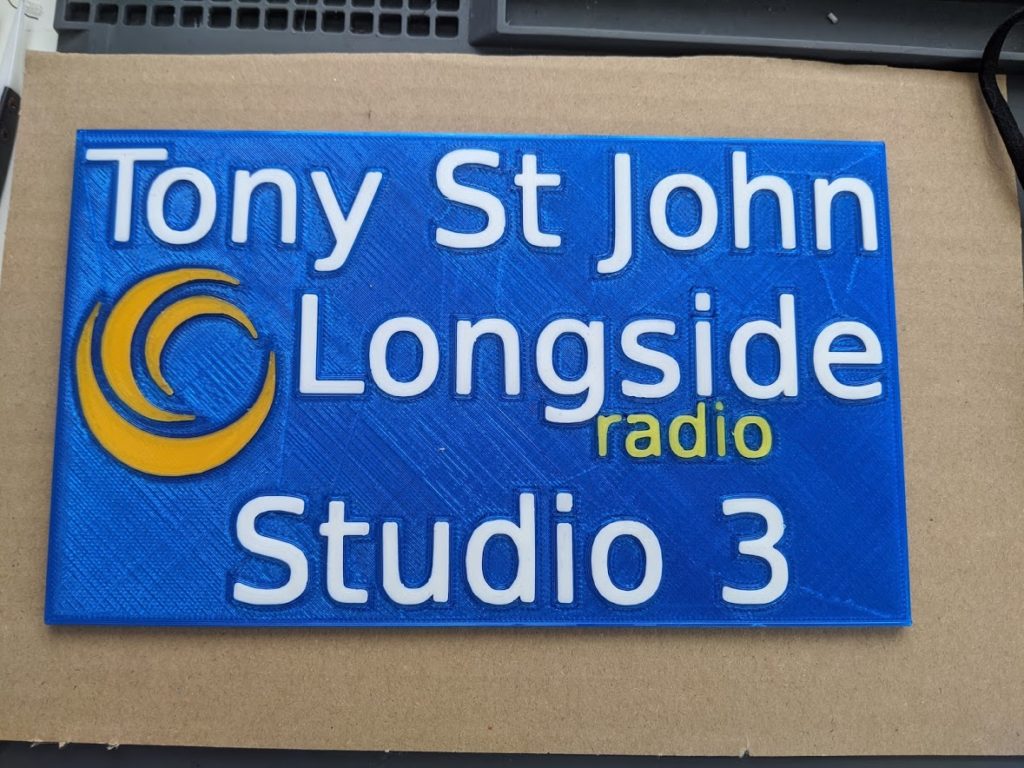 Tony St John
Longside
radio
Studio 3